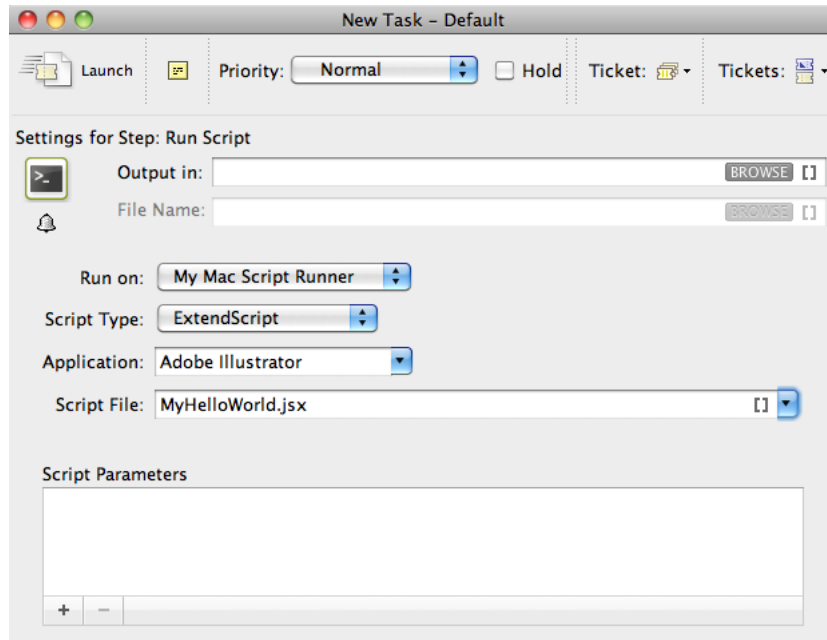 New Task – Default
Launch Priority: Normal Hold Ticket: Tickets:
Settings for Step: Run Script
Output in: BROWSE []
File Name: BROWSE []
Run on: My Mac Script Runner
Script Type: ExtendScript
Application: Adobe Illustrator
Script File: MyHelloWorld.jsx []
Script Parameters
+ −